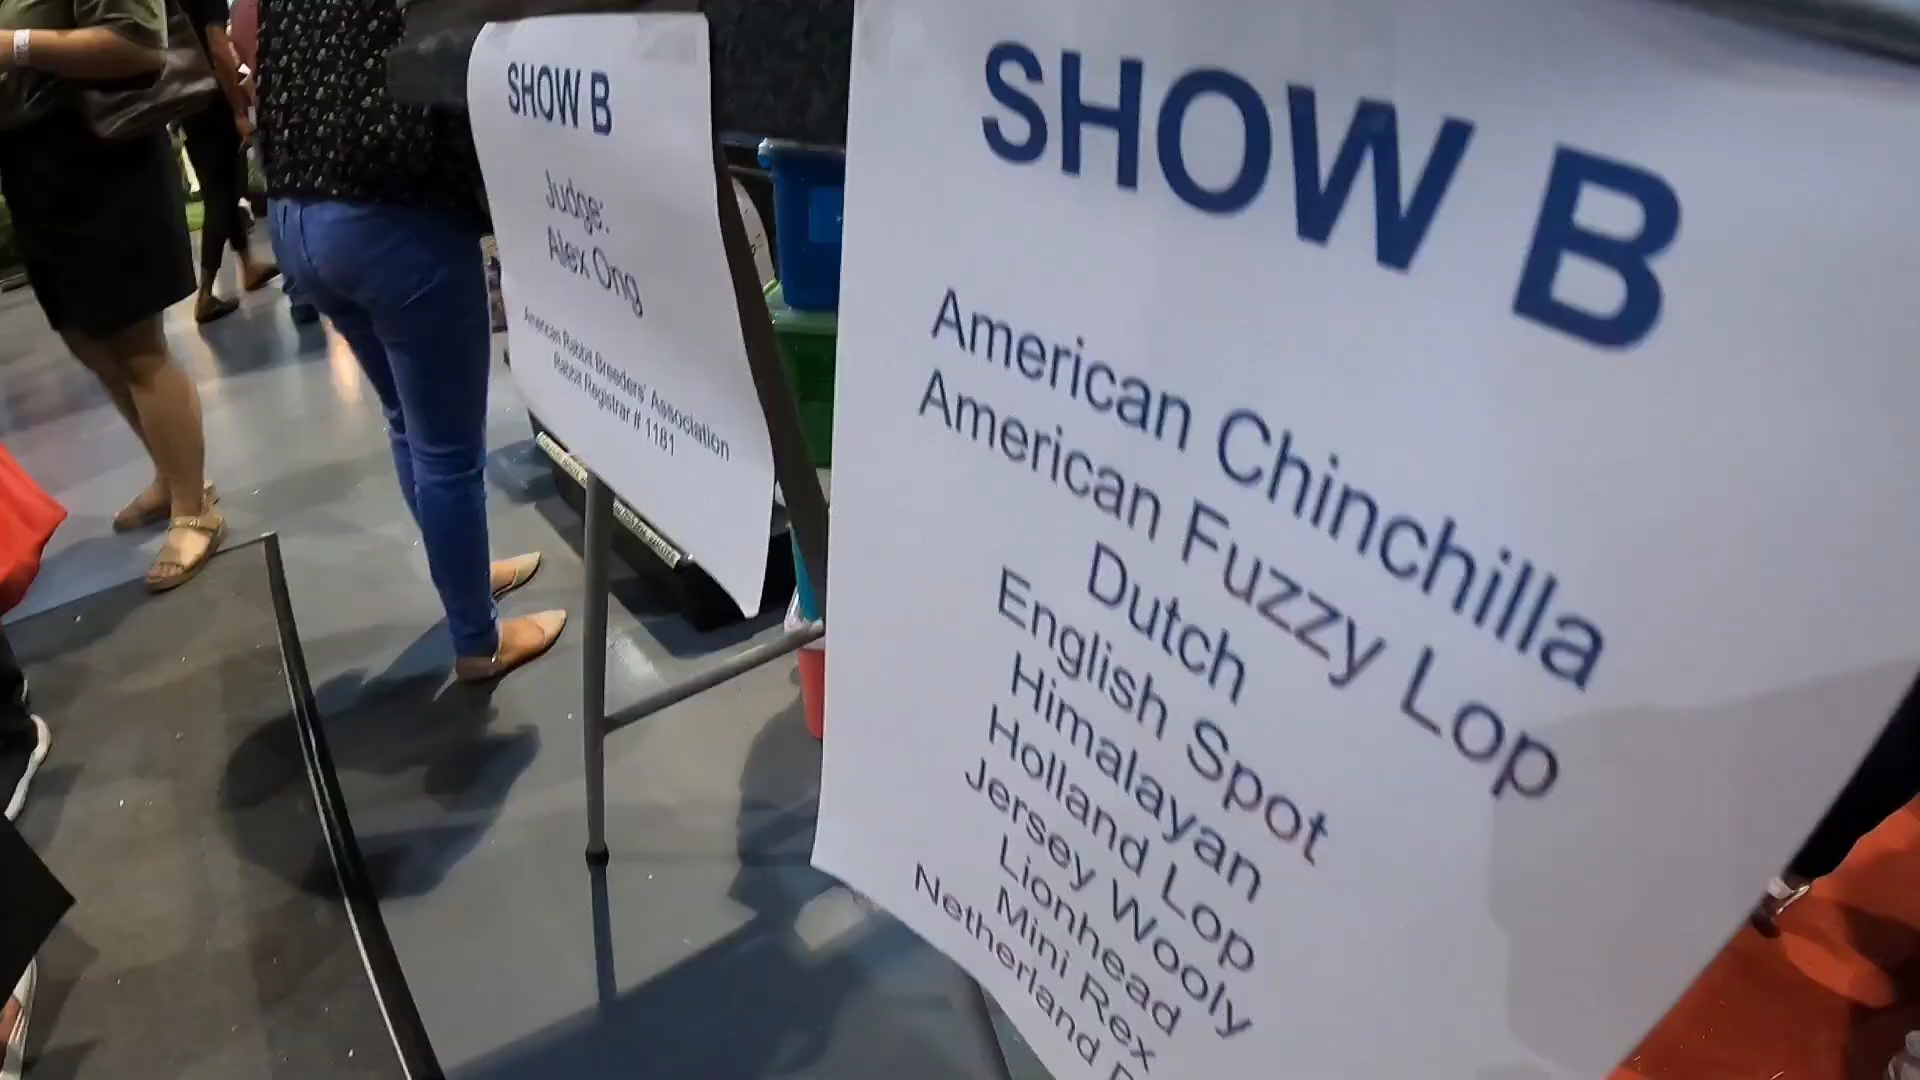 SHOW B
Judge:
Alex Ong
American Rabbit Breeders' Association
Rabbit Registrar # 1181
SHOW B
American Chinchilla
American Fuzzy Lop
Dutch
English Spot
Himalayan
Holland Lop
Jersey Wooly
Lionhead
Mini Rex
Netherland